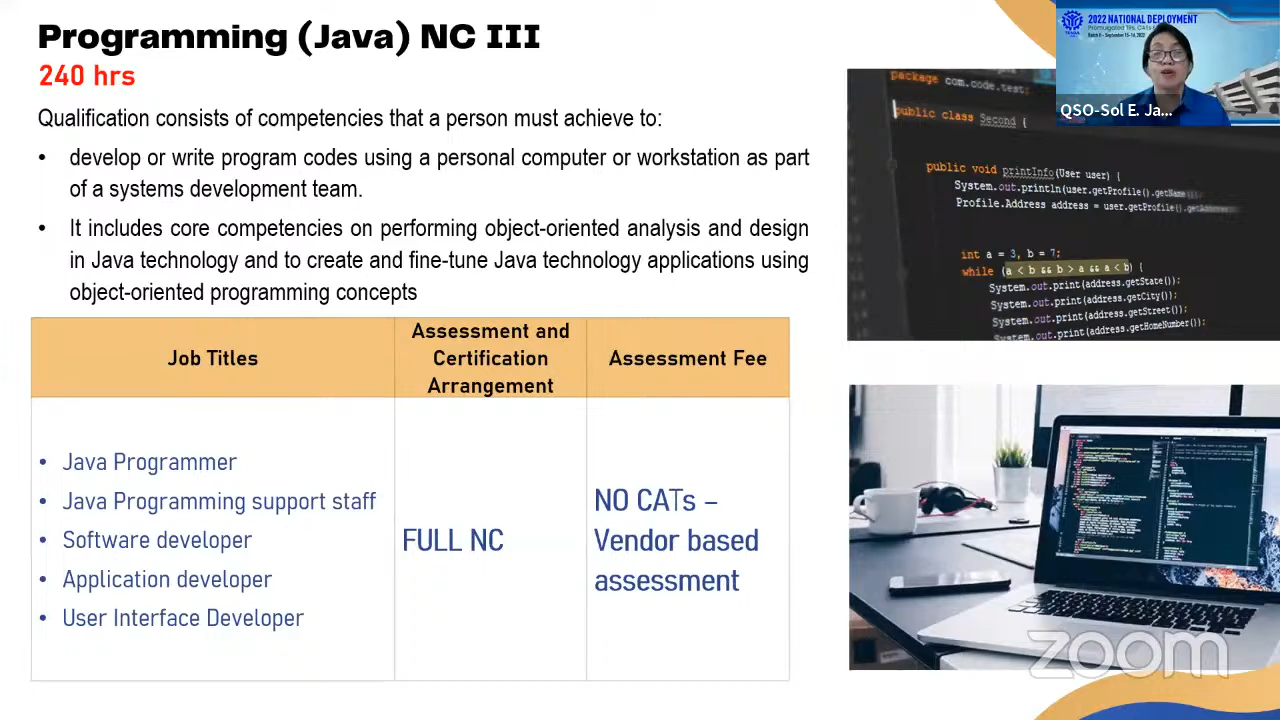 Programming (Java) NC III
240 hrs
Qualification consists of competencies that a person must achieve to:
• develop or write program codes using a personal computer or workstation as part
of a systems development team.
• It includes core competencies on performing object-oriented analysis and design
in Java technology and to create and fine-tune Java technology applications using
object-oriented programming concepts
Job Titles
Assessment and
Certification
Arrangement
Assessment Fee
• Java Programmer
• Java Programming support staff
• Software developer
• Application developer
• User Interface Developer
FULL NC
NO CATs –
Vendor based
assessment
2022 NATIONAL DEPLOYMENT
QSO-Sol E. Ja...
package com.code.test;
public class Second {
public void printInfo(User user) {
System.out.println(user.getProfile().getName
Profile.Address address = user.getProfile().getAddress
int a = 3, b = 7;
while (a < b && b > a && a < b) {
System.out.print(address.getState());
System.out.print(address.getCity());
System.out.print(address.getStreet());
System.out.print(address.getHomeNumber());
zoom